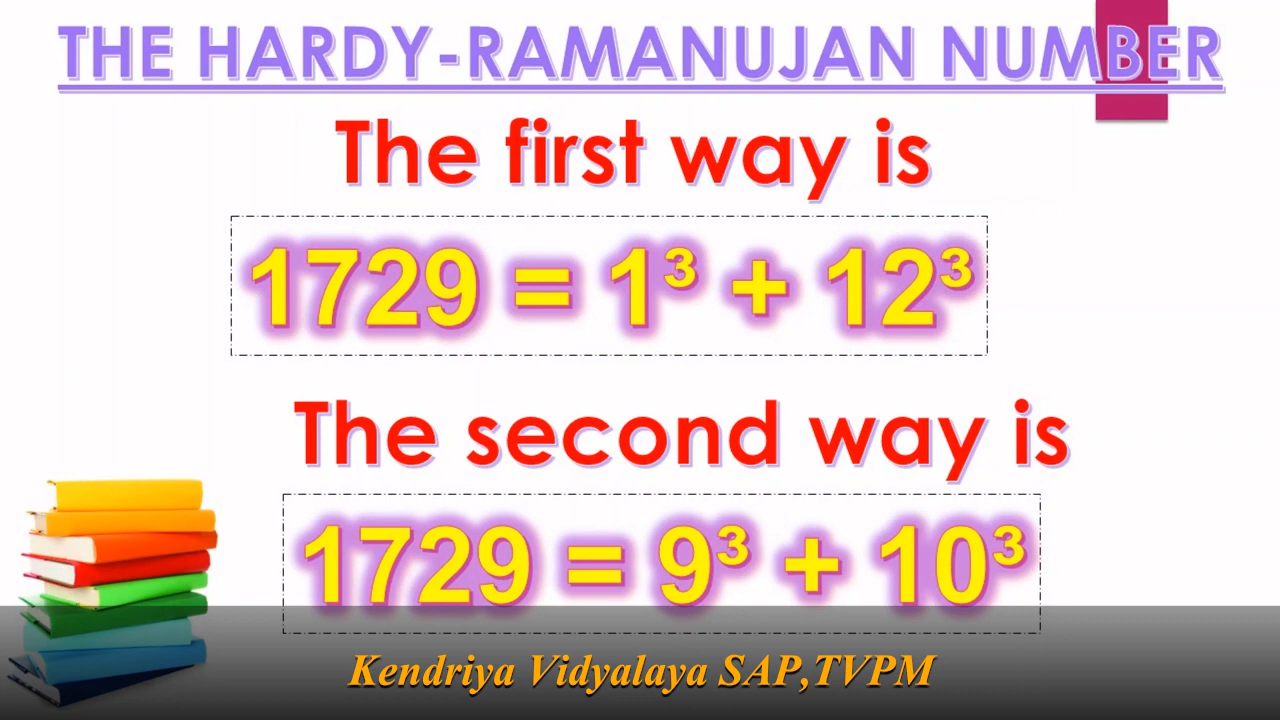 THE HARDY-RAMANUJAN NUMBER
The first way is
1729 = 1³ + 12³
The second way is
1729 = 9³ + 10³
Kendriya Vidyalaya SAP,TVPM